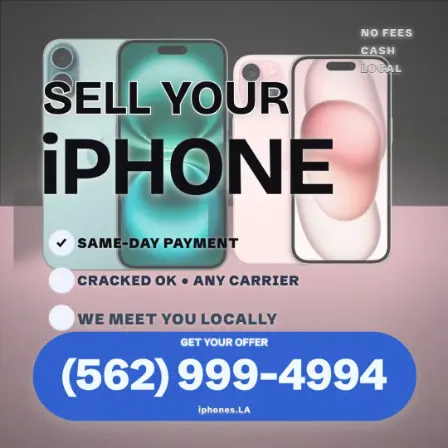 NO FEES
CASH
LOCAL
SELL YOUR
iPHONE
SAME-DAY PAYMENT
CRACKED OK • ANY CARRIER
WE MEET YOU LOCALLY
GET YOUR OFFER
(562) 999-4994
iphones.LA